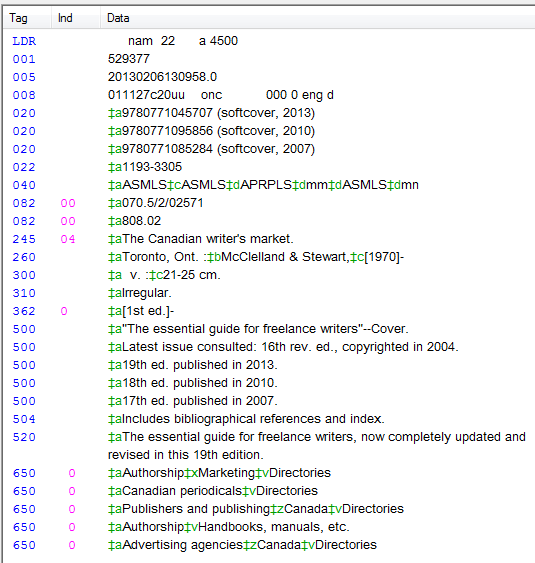 Tag Ind Data
LDR nam 22 a 4500
001 529377
005 20130206130958.0
008 011127c20uu onc 000 0 eng d
020 ‡a9780771045707 (softcover, 2013)
020 ‡a9780771095856 (softcover, 2010)
020 ‡a9780771085284 (softcover, 2007)
022 ‡a1193-3305
040 ‡aASMLS‡cASMLS‡dAPRPLS‡dmm‡dASMLS‡dmn
082 00 ‡a070.5/2/02571
082 00 ‡a808.02
245 04 ‡aThe Canadian writer's market.
260 ‡aToronto, Ont. :‡bMcClelland & Stewart,‡c[1970]-
300 ‡a v. :‡c21-25 cm.
310 ‡aIrregular.
362 0 ‡a[1st ed.]-
500 ‡a"The essential guide for freelance writers"--Cover.
500 ‡aLatest issue consulted: 16th rev. ed., copyrighted in 2004.
500 ‡a19th ed. published in 2013.
500 ‡a18th ed. published in 2010.
500 ‡a17th ed. published in 2007.
504 ‡aIncludes bibliographical references and index.
520 ‡aThe essential guide for freelance writers, now completely updated and
revised in this 19th edition.
650 0 ‡aAuthorship‡xMarketing‡vDirectories
650 0 ‡aCanadian periodicals‡vDirectories
650 0 ‡aPublishers and publishing‡zCanada‡vDirectories
650 0 ‡aAuthorship‡vHandbooks, manuals, etc.
650 0 ‡aAdvertising agencies‡zCanada‡vDirectories